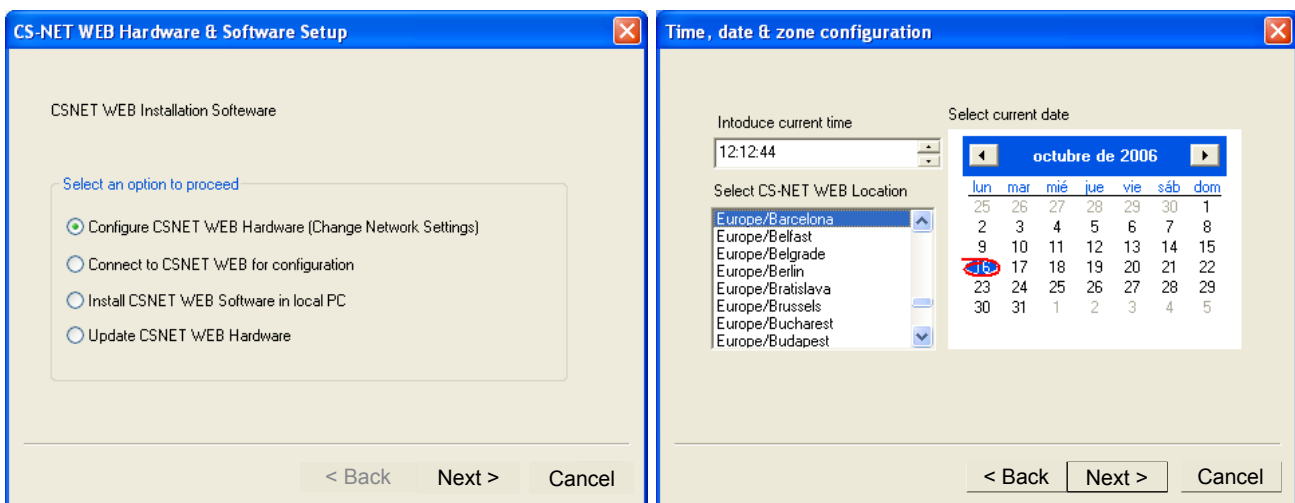 CS-NET WEB Hardware & Software Setup
CSNET WEB Installation Softeware
Select an option to proceed
Configure CSNET WEB Hardware (Change Network Settings)
Connect to CSNET WEB for configuration
Install CSNET WEB Software in local PC
Update CSNET WEB Hardware
< Back Next > Cancel
Time, date & zone configuration
Intoduce current time
12:12:44
Select CS-NET WEB Location
Europe/Barcelona
Europe/Belfast
Europe/Belgrade
Europe/Berlin
Europe/Bratislava
Europe/Brussels
Europe/Bucharest
Europe/Budapest
Select current date
octubre de 2006
lun mar mié jue vie sáb dom
25 26 27 28 29 30 1
2 3 4 5 6 7 8
9 10 11 12 13 14 15
16 17 18 19 20 21 22
23 24 25 26 27 28 29
30 31 1 2 3 4 5
< Back Next > Cancel